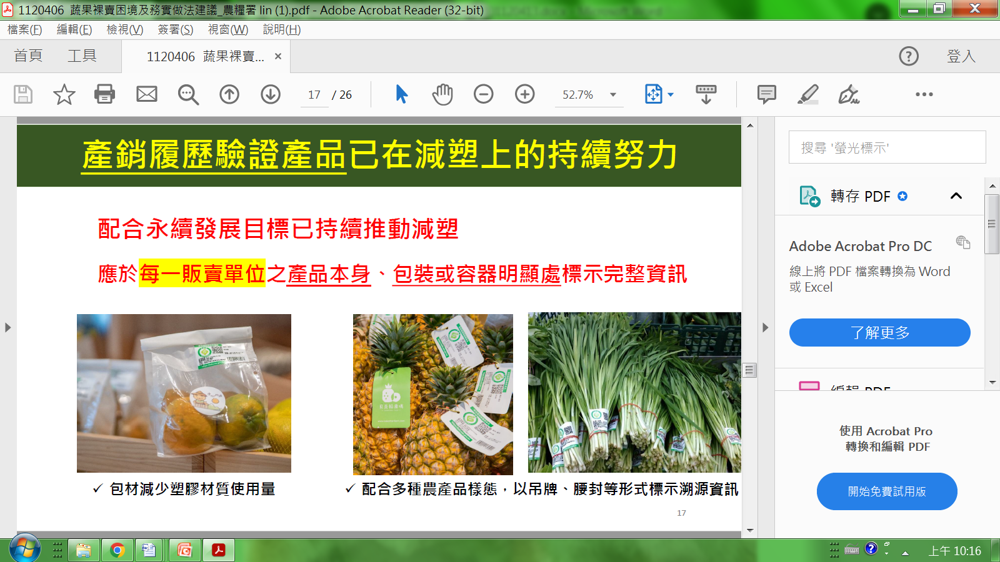 1120406  蔬果裸賣困境及務實做法建議_農糧署 lin (1).pdf - Adobe Acrobat Reader (32-bit)
檔案(F) 編輯(E) 檢視(V) 簽署(S) 視窗(W) 說明(H)
首頁 工具 1120406  蔬果裸賣... × ? 登入
17 / 26 52.7%
產銷履歷驗證產品已在減塑上的持續努力
配合永續發展目標已持續推動減塑
應於每一販賣單位之產品本身、包裝或容器明顯處標示完整資訊
✓ 包材減少塑膠材質使用量
✓ 配合多種農產品樣態，以吊牌、腰封等形式標示溯源資訊
17
搜尋 '螢光標示'
轉存 PDF
Adobe Acrobat Pro DC
線上將 PDF 檔案轉換為 Word
或 Excel
了解更多
編輯 PDF
使用 Acrobat Pro
轉換和編輯 PDF
開始免費試用版
上午 10:16